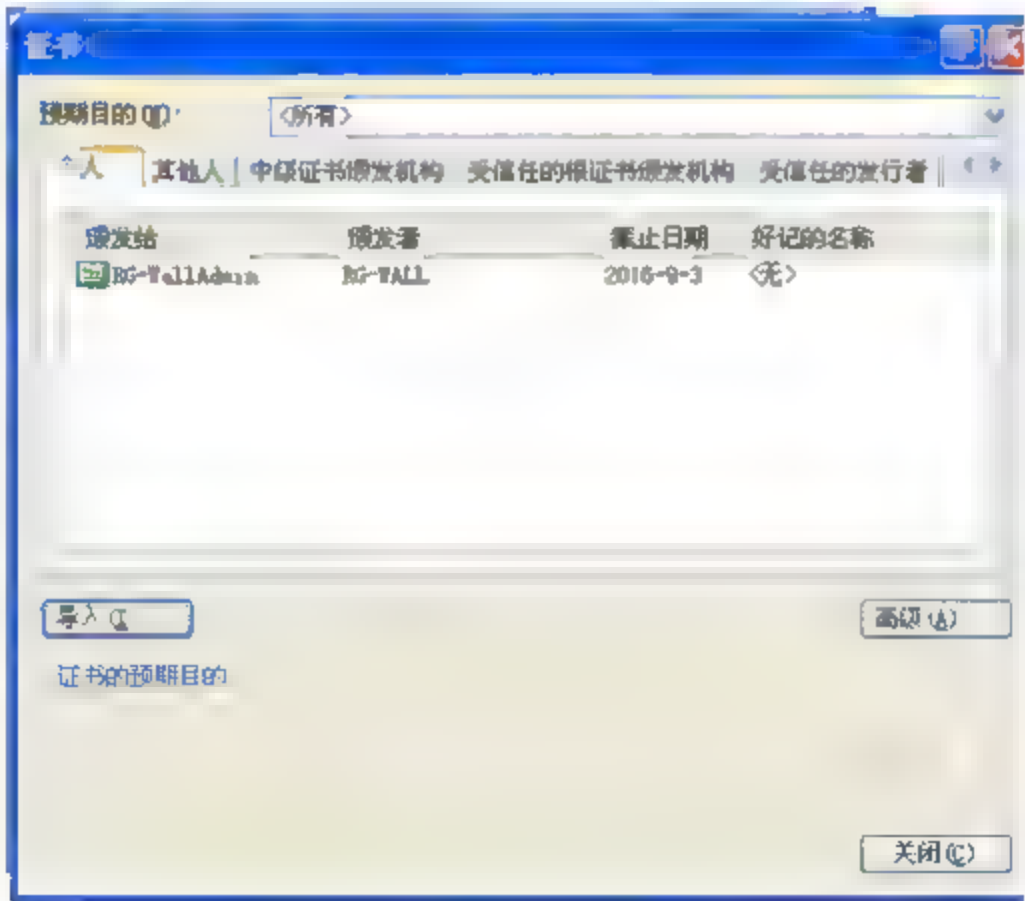 证书
预期目的(N): <所有>
个人 其他人 中级证书颁发机构 受信任的根证书颁发机构 受信任的发行者
颁发给 颁发者 截止日期 好记的名称
RG-WallAdmin RG-WALL 2016-9-3 <无>
导入(I) 高级(A)
证书的预期目的
关闭(C)